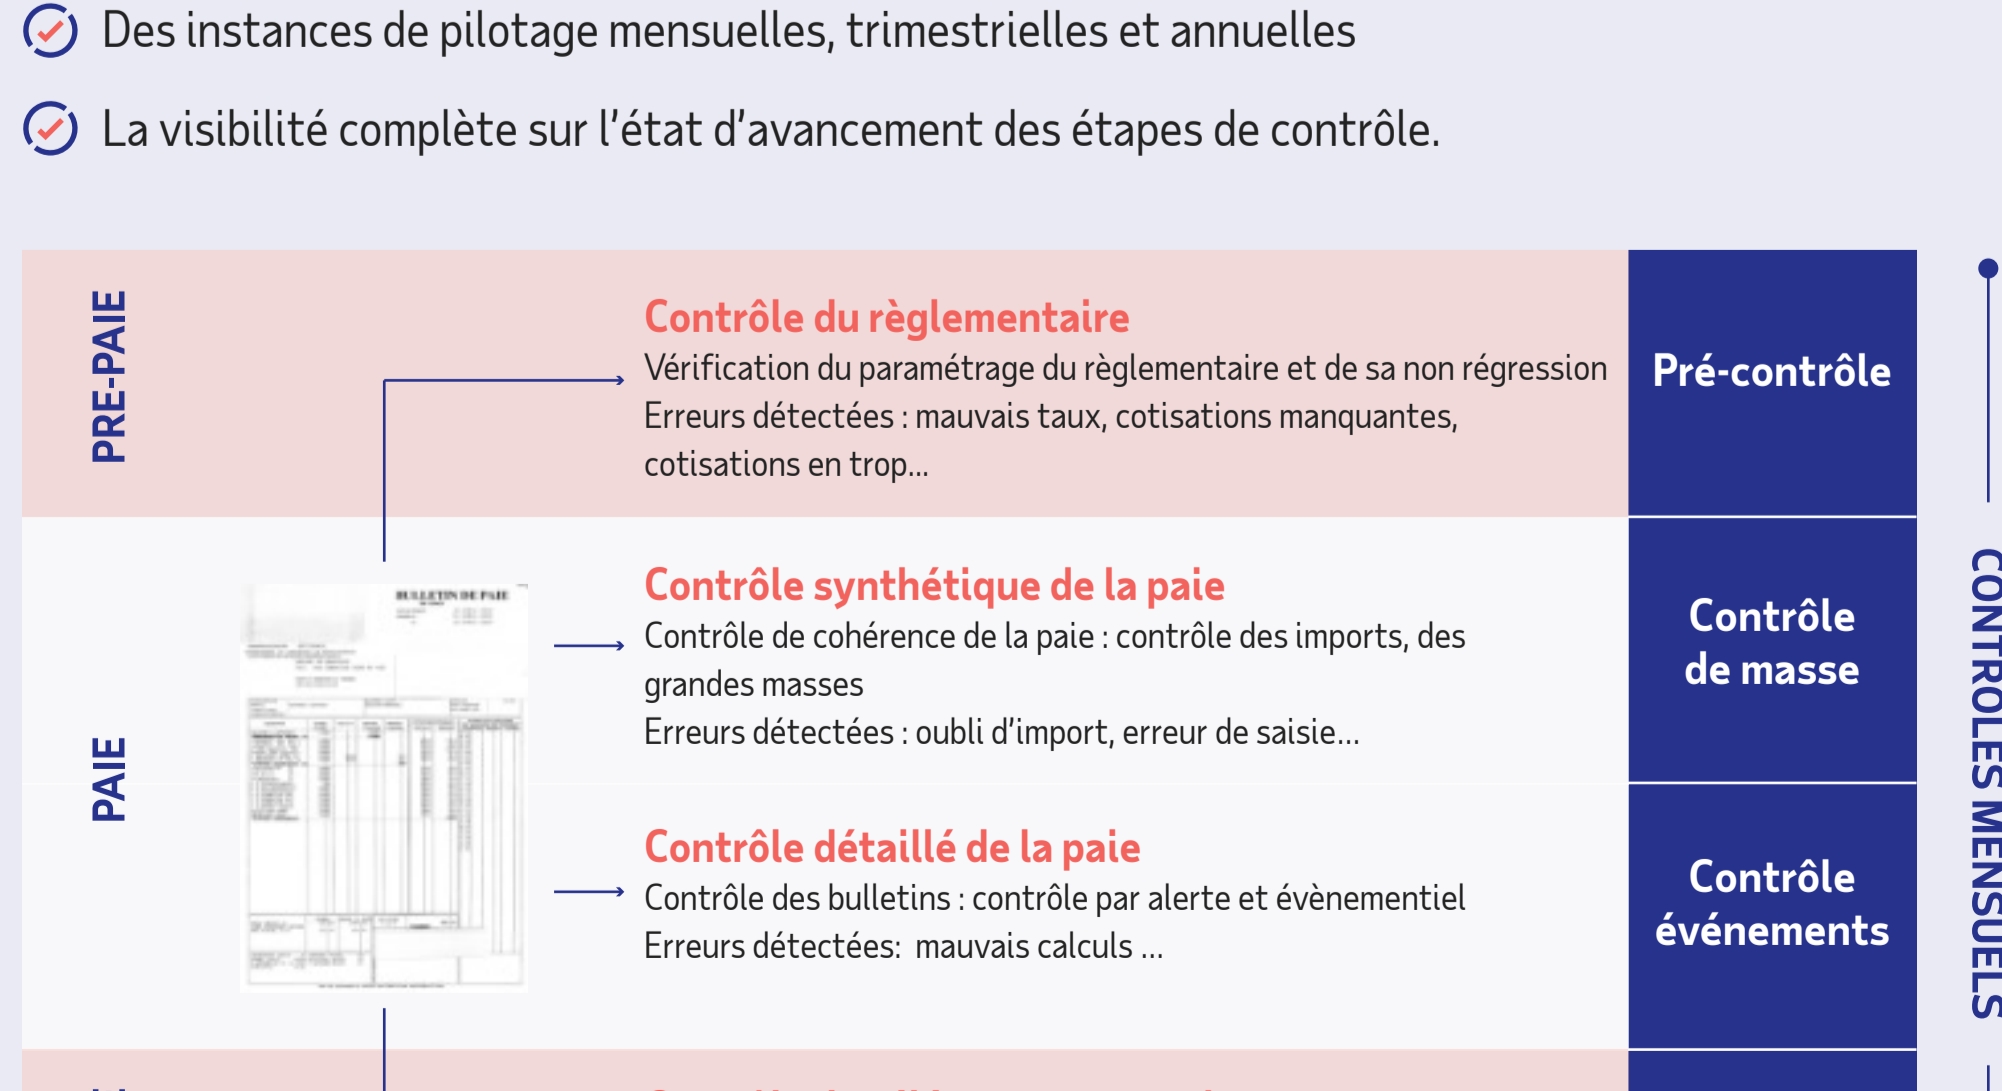 Des instances de pilotage mensuelles, trimestrielles et annuelles
La visibilité complète sur l'état d'avancement des étapes de contrôle.
PRE-PAIE
Contrôle du règlementaire
Vérification du paramétrage du règlementaire et de sa non régression
Erreurs détectées : mauvais taux, cotisations manquantes,
cotisations en trop...
Pré-contrôle
PAIE
BULLETIN DE PAIE
Contrôle synthétique de la paie
Contrôle de cohérence de la paie : contrôle des imports, des
grandes masses
Erreurs détectées : oubli d'import, erreur de saisie...
Contrôle
de masse
Contrôle détaillé de la paie
Contrôle des bulletins : contrôle par alerte et évènementiel
Erreurs détectées:  mauvais calculs ...
Contrôle
événements
CONTROLES MENSUELS